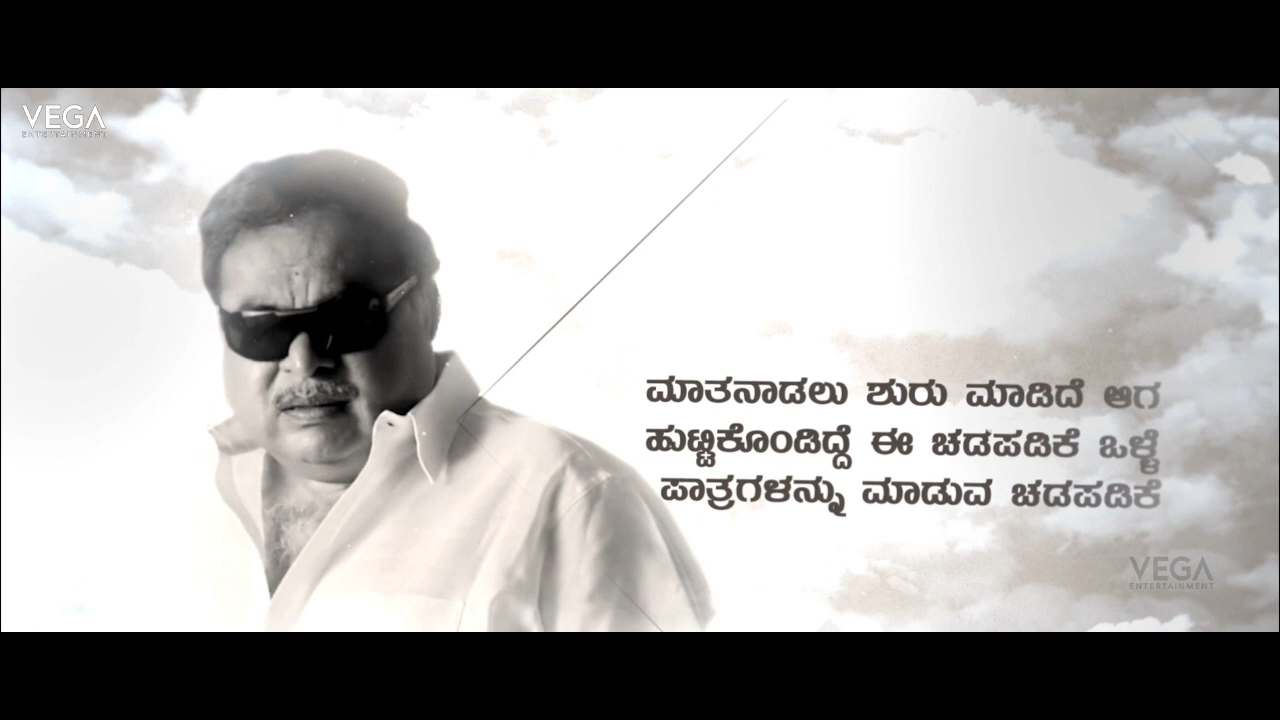 VEGA
ENTERTAINMENT
ಮಾತನಾಡಲು ಶುರು ಮಾಡಿದೆ ಆಗ
ಹುಟ್ಟಿಕೊಂಡಿದ್ದೆ ಈ ಚಡಪಡಿಕೆ ಒಳ್ಳೆ
ಪಾತ್ರಗಳನ್ನು ಮಾಡುವ ಚಡಪಡಿಕೆ
VEGA
ENTERTAINMENT